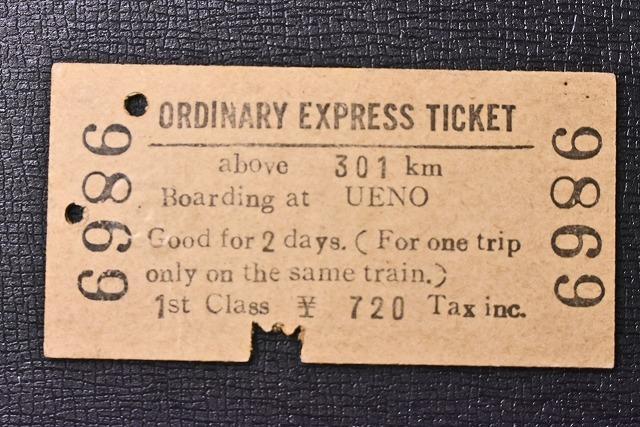 ORDINARY EXPRESS TICKET
above 301 km
Boarding at UENO
Good for 2 days. ( For one trip
only on the same train.)
1st Class ¥ 720 Tax inc.
6986
6986